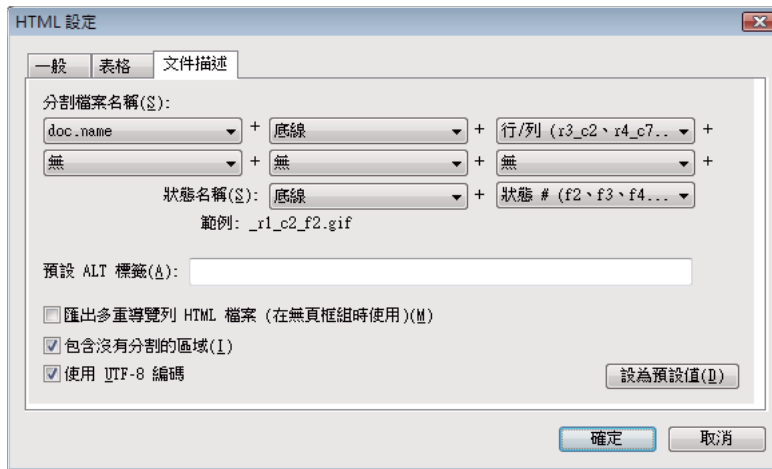 HTML 設定
一般 表格 文件描述
分割檔案名稱(S):
doc.name + 底線 + 行/列 (r3_c2、r4_c7.. +
無 + 無 + 無 +
狀態名稱(S): 底線 + 狀態 # (f2、f3、f4...
範例: _r1_c2_f2.gif
預設 ALT 標籤(A):
匯出多重導覽列 HTML 檔案 (在無頁框組時使用)(M)
包含沒有分割的區域(I)
使用 UTF-8 編碼 設為預設值(D)
確定 取消